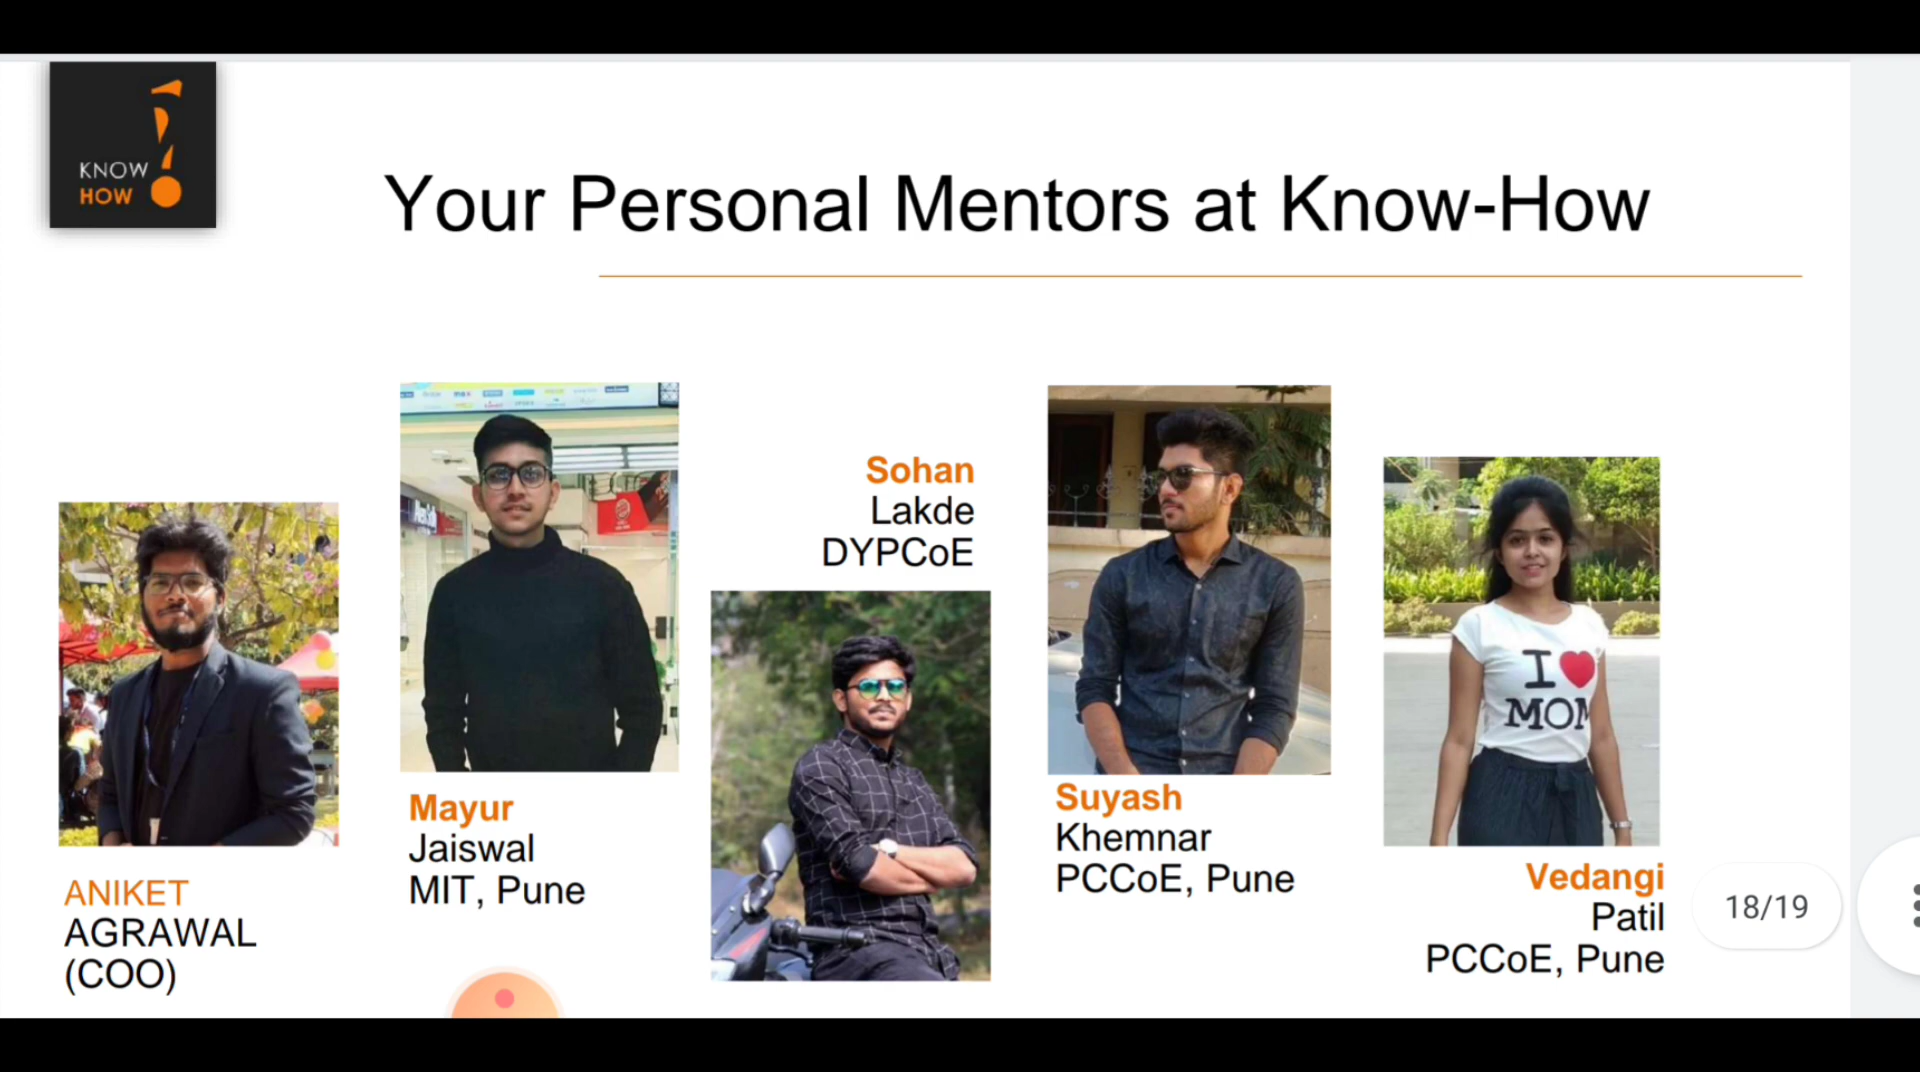 KNOW
HOW
Your Personal Mentors at Know-How
ANIKET
AGRAWAL
(COO)
Mayur
Jaiswal
MIT, Pune
Sohan
Lakde
DYPCoE
Suyash
Khemnar
PCCoE, Pune
I
MOM
Vedangi
Patil
PCCoE, Pune
18/19